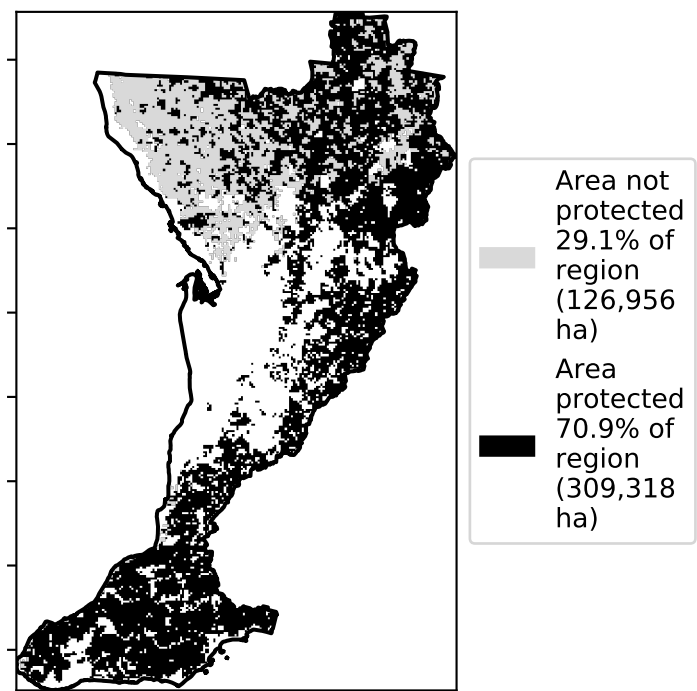 Area not
protected
29.1% of
region
(126,956
ha)
Area
protected
70.9% of
region
(309,318
ha)